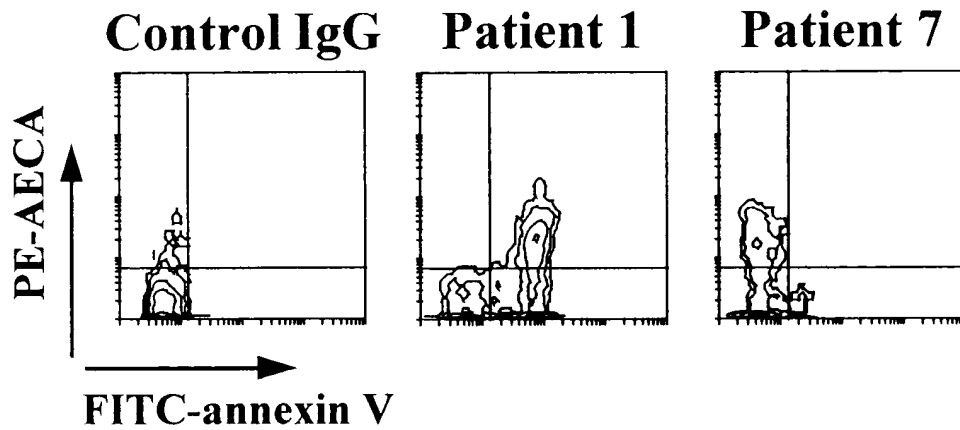 Control IgG Patient 1 Patient 7
PE-AECA
FITC-annexin V